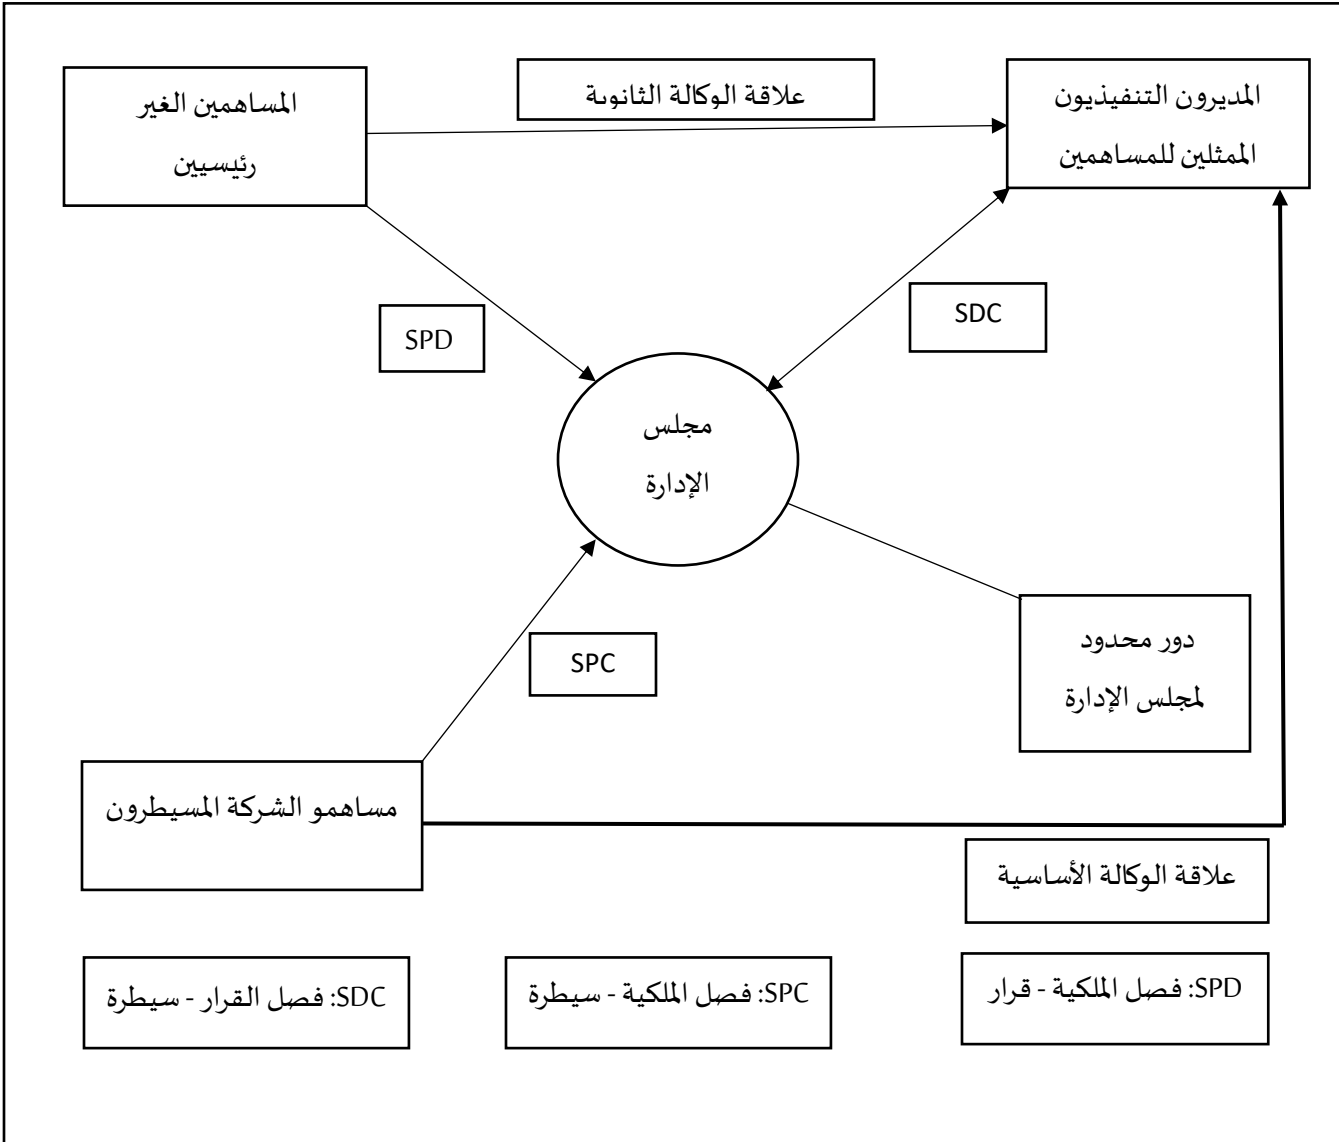 المديرون التنفيذيون
الممثلين للمساهمين
علاقة الوكالة الثانوية
المساهمين الغير
رئيسيين
SDC
SPD
مجلس
الإدارة
دور محدود
لمجلس الإدارة
SPC
مساهمو الشركة المسيطرون
علاقة الوكالة الأساسية
SPD: فصل الملكية - قرار
SPC: فصل الملكية - سيطرة
SDC: فصل القرار - سيطرة